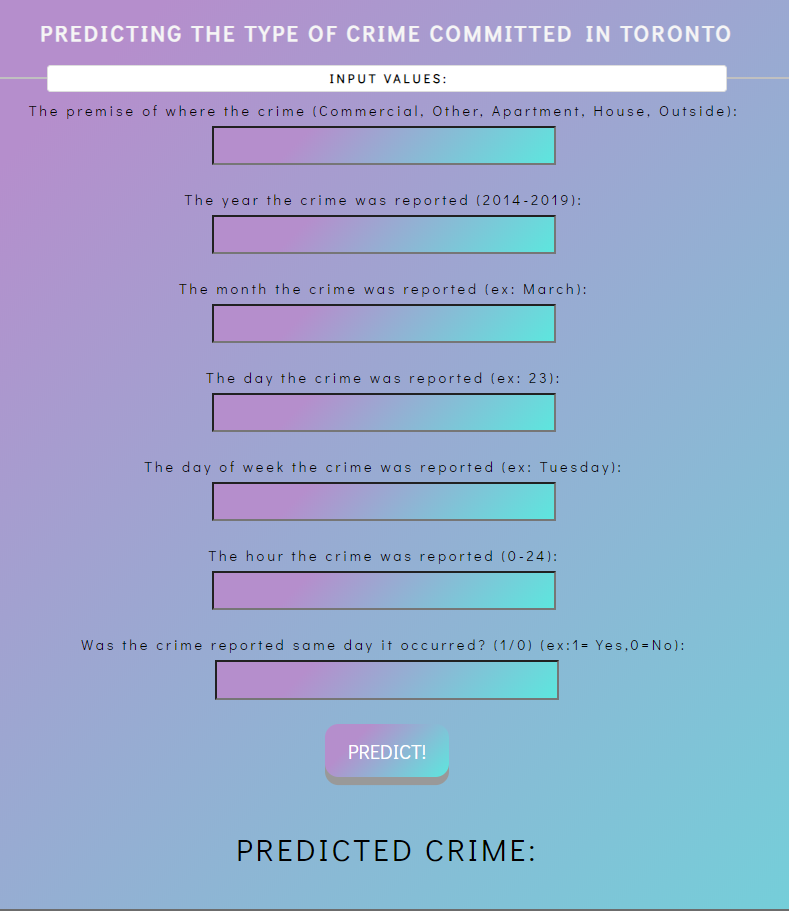 PREDICTING THE TYPE OF CRIME COMMITTED IN TORONTO
INPUT VALUES:
The premise of where the crime (Commercial, Other, Apartment, House, Outside):
The year the crime was reported (2014-2019):
The month the crime was reported (ex: March):
The day the crime was reported (ex: 23):
The day of week the crime was reported (ex: Tuesday):
The hour the crime was reported (0-24):
Was the crime reported same day it occurred? (1/0) (ex:1= Yes,0=No):
PREDICT!
PREDICTED CRIME: